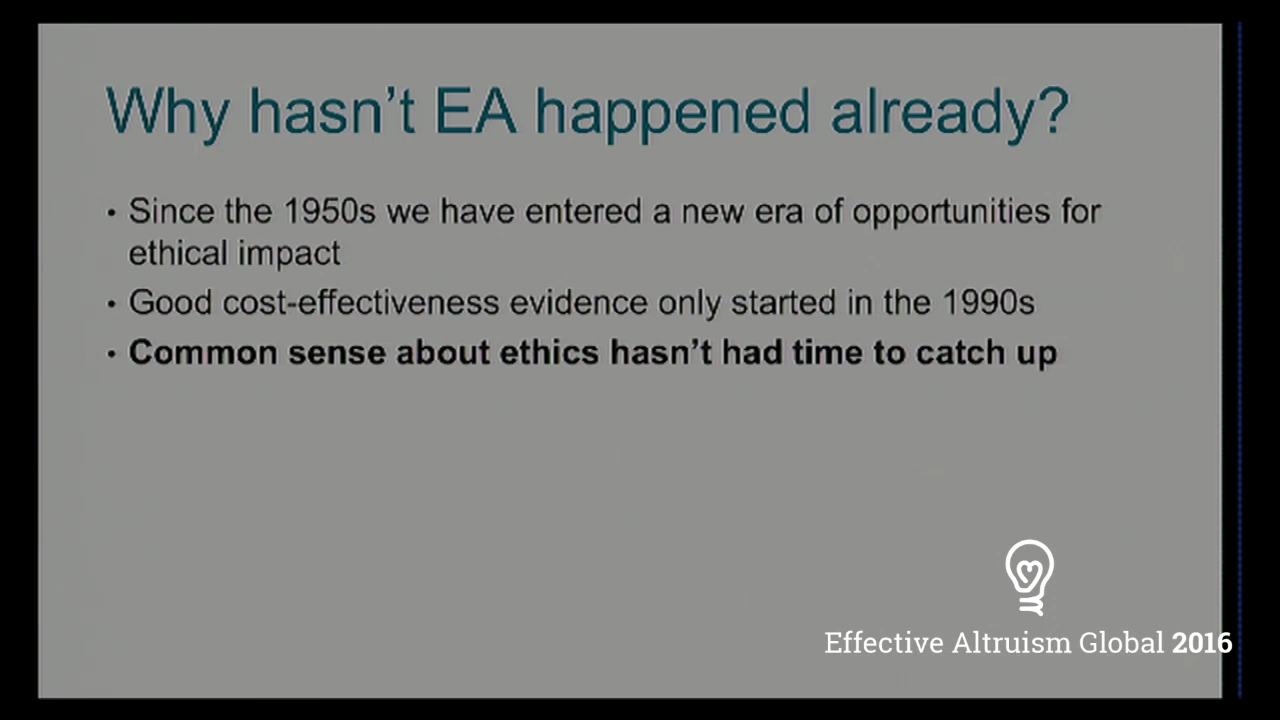 Why hasn't EA happened already?
• Since the 1950s we have entered a new era of opportunities for
ethical impact
• Good cost-effectiveness evidence only started in the 1990s
• Common sense about ethics hasn't had time to catch up
Effective Altruism Global 2016